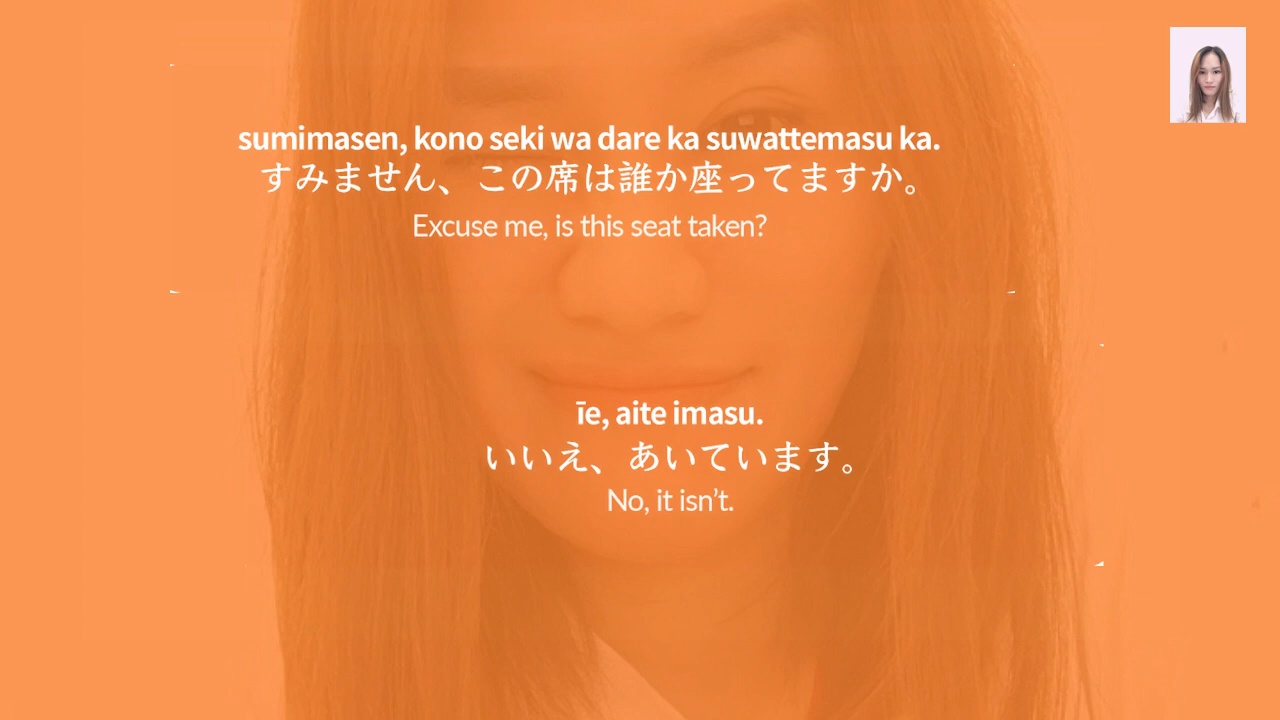 sumimasen, kono seki wa dare ka suwattemasu ka.
すみません、この席は誰か座ってますか。
Excuse me, is this seat taken?
īe, aite imasu.
いいえ、あいています。
No, it isn't.